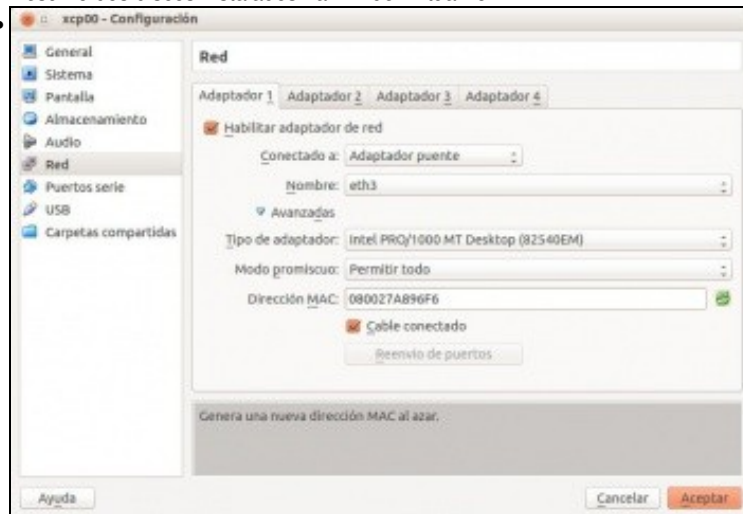 xcp00 - Configuración
General
Sistema
Pantalla
Almacenamiento
Audio
Red
Puertos serie
USB
Carpetas compartidas
Red
Adaptador 1 Adaptador 2 Adaptador 3 Adaptador 4
Habilitar adaptador de red
Conectado a: Adaptador puente
Nombre: eth3
Avanzadas
Tipo de adaptador: Intel PRO/1000 MT Desktop (82540EM)
Modo promiscuo: Permitir todo
Dirección MAC: 080027A896F6
Cable conectado
Reenvío de puertos
Genera una nueva dirección MAC al azar.
Ayuda Cancelar Aceptar